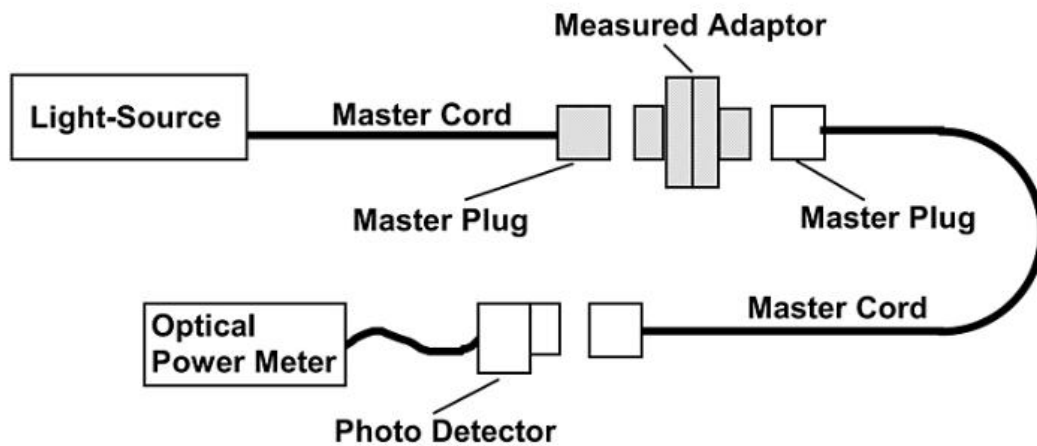 Measured Adaptor
Light-Source
Master Cord
Master Plug
Master Plug
Master Cord
Optical
Power Meter
Photo Detector